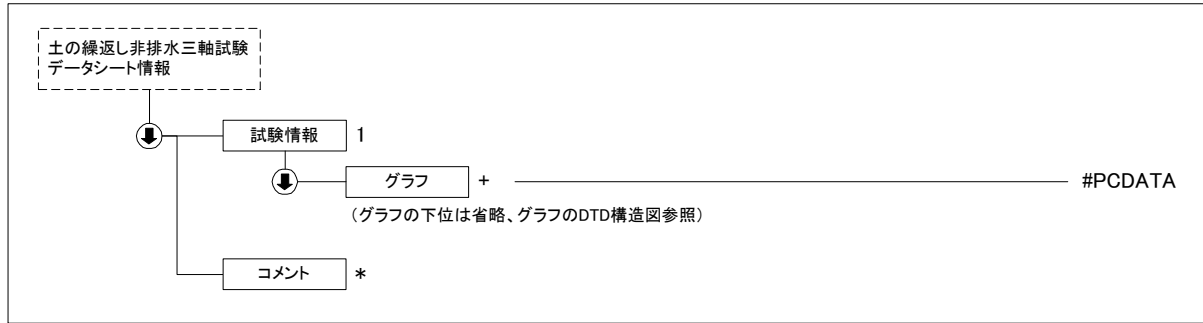 土の繰返し非排水三軸試験
データシート情報
試験情報 1
グラフ + #PCDATA
（グラフの下位は省略、グラフのDTD構造図参照）
コメント *